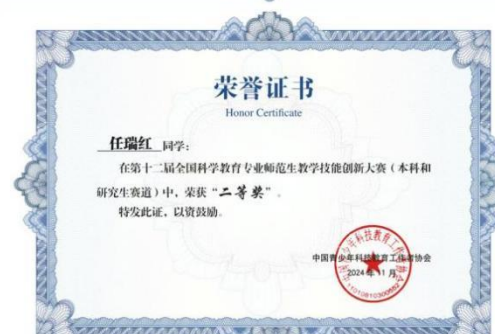 荣誉证书
Honor Certificate
任瑞红 同学：
在第十二届全国科学教育专业师范生教学技能创新大赛（本科和
研究生赛道）中，荣获“二等奖”。
特发此证，以资鼓励。
中国青少年科技教育工作者协会
2024年11月